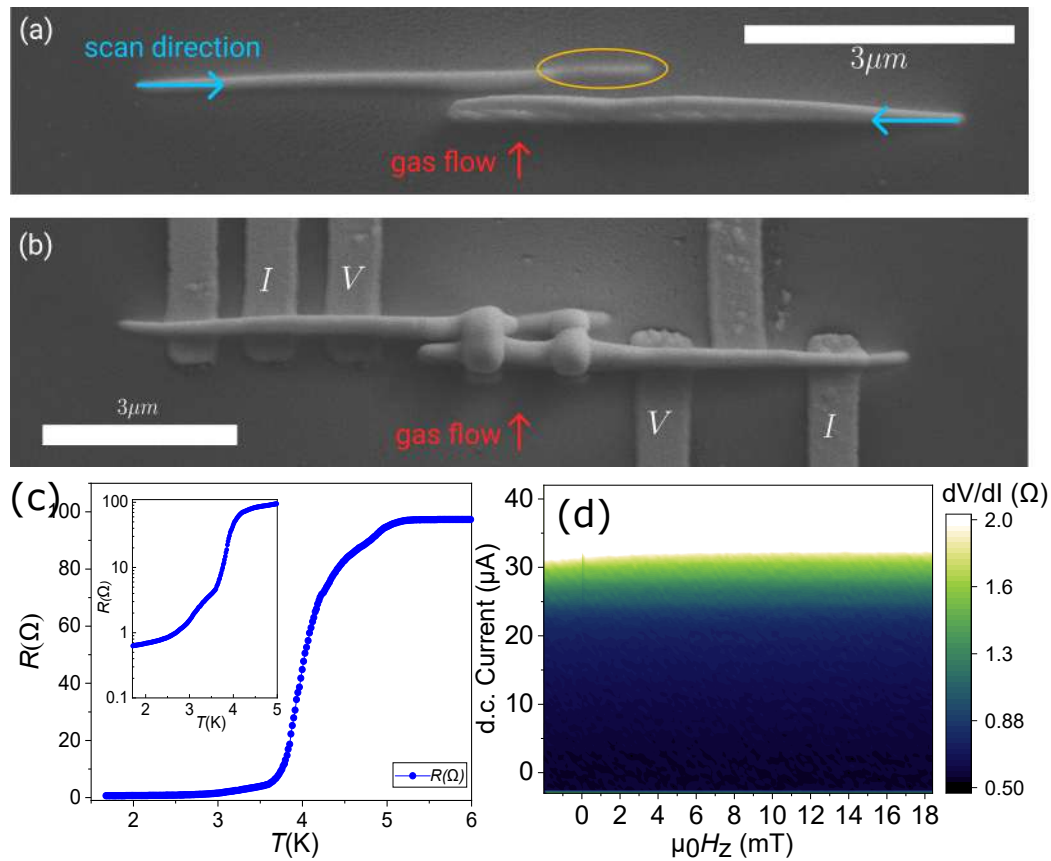 (a)
scan direction
3μm
gas flow
(b)
I
V
3μm
gas flow
V
I
(c)
100
80
60
40
20
0
R(Ω)
2
3
4
5
6
T(K)
R(Ω)
100
10
1
0.1
R(Ω)
2
3
4
5
T(K)
(d)
40
30
20
10
0
d.c. Current (μA)
0
2
4
6
8
10
12
14
16
18
μ0Hz (mT)
dV/dI (Ω)
2.0
1.6
1.3
0.88
0.50